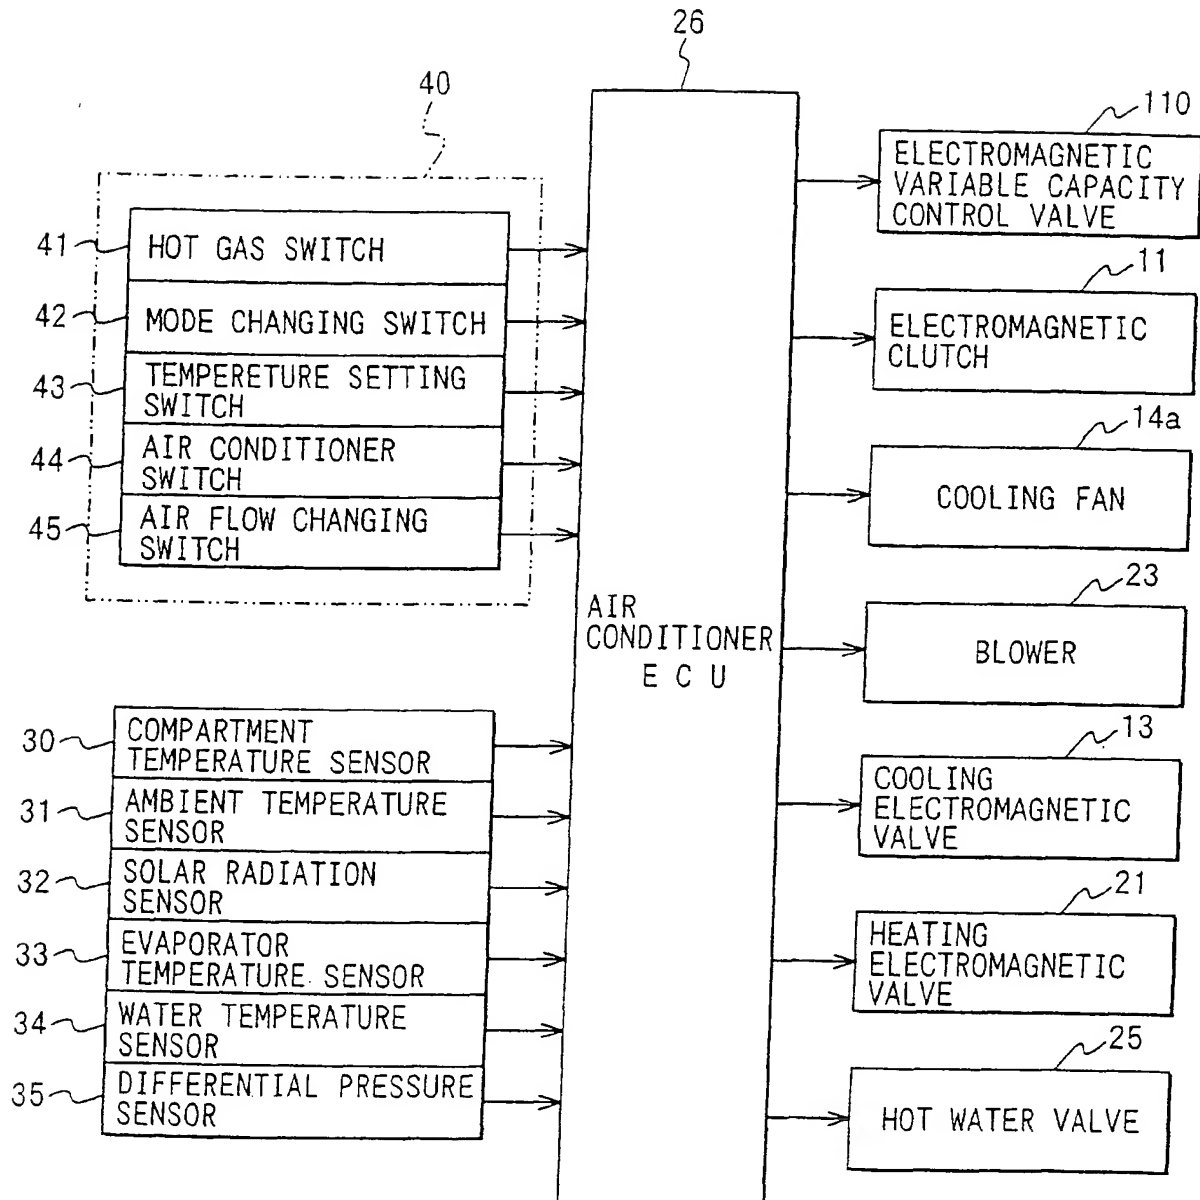 26
40
41
HOT GAS SWITCH
42
MODE CHANGING SWITCH
43
TEMPERETURE SETTING
SWITCH
44
AIR CONDITIONER
SWITCH
45
AIR FLOW CHANGING
SWITCH
30
COMPARTMENT
TEMPERATURE SENSOR
31
AMBIENT TEMPERATURE
SENSOR
32
SOLAR RADIATION
SENSOR
33
EVAPORATOR
TEMPERATURE SENSOR
34
WATER TEMPERATURE
SENSOR
35
DIFFERENTIAL PRESSURE
SENSOR
AIR
CONDITIONER
E C U
110
ELECTROMAGNETIC
VARIABLE CAPACITY
CONTROL VALVE
11
ELECTROMAGNETIC
CLUTCH
14a
COOLING FAN
23
BLOWER
13
COOLING
ELECTROMAGNETIC
VALVE
21
HEATING
ELECTROMAGNETIC
VALVE
25
HOT WATER VALVE